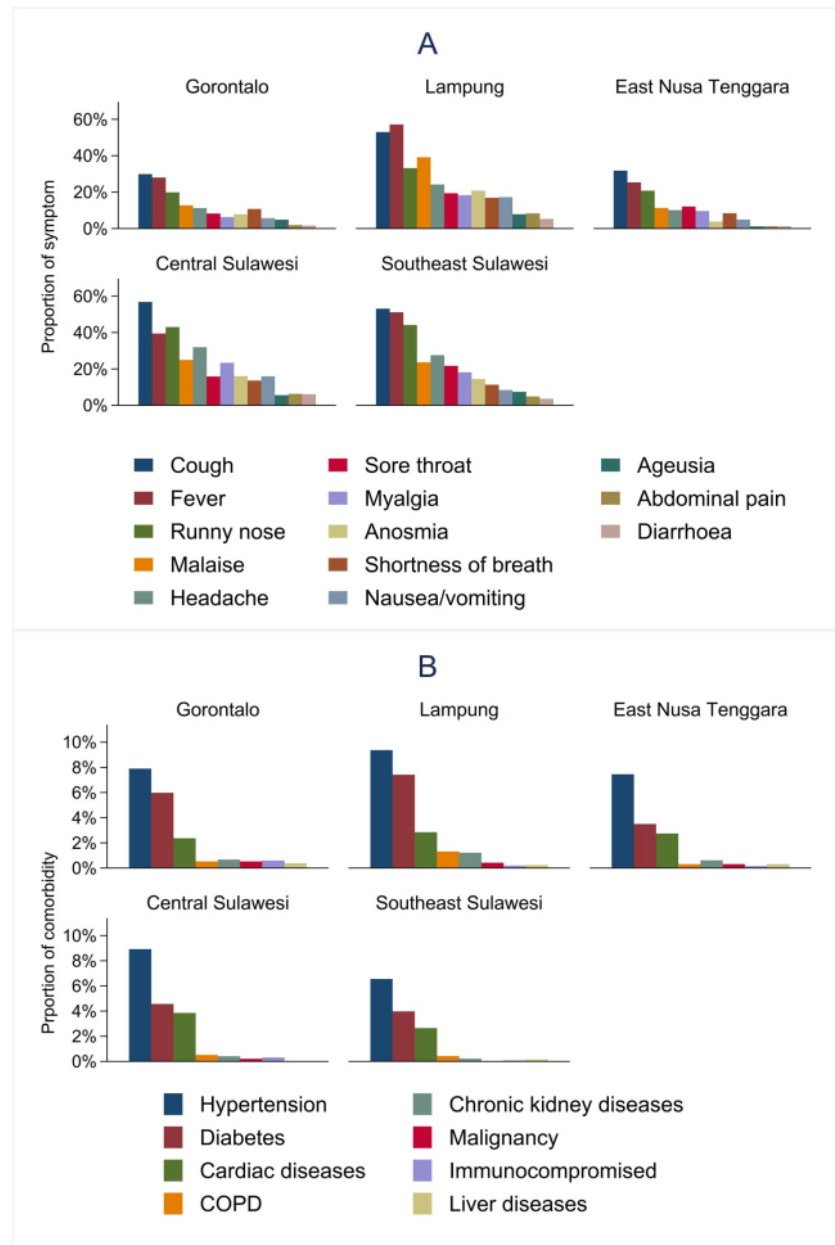 A
Gorontalo
Lampung
East Nusa Tenggara
Proportion of symptom
60%
40%
20%
0%
Central Sulawesi
Southeast Sulawesi
60%
40%
20%
0%
Cough
Sore throat
Ageusia
Fever
Myalgia
Abdominal pain
Runny nose
Anosmia
Diarrhoea
Malaise
Shortness of breath
Headache
Nausea/vomiting
B
Gorontalo
Lampung
East Nusa Tenggara
Prportion of comorbidity
10%
8%
6%
4%
2%
0%
Central Sulawesi
Southeast Sulawesi
10%
8%
6%
4%
2%
0%
Hypertension
Chronic kidney diseases
Diabetes
Malignancy
Cardiac diseases
Immunocompromised
COPD
Liver diseases